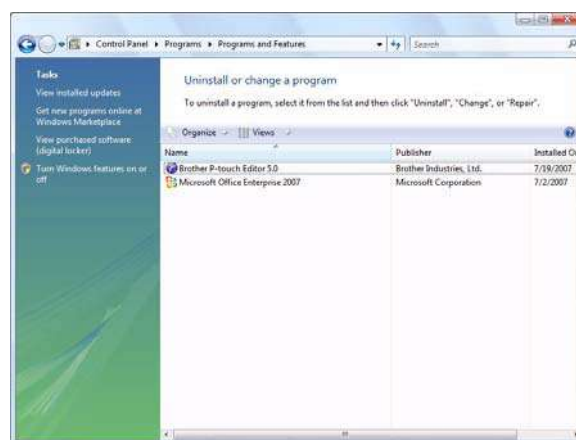 Control Panel ▸ Programs ▸ Programs and Features
Search
Tasks
View installed updates
Get new programs online at
Windows Marketplace
View purchased software
(digital locker)
Turn Windows features on or
off
Uninstall or change a program
To uninstall a program, select it from the list and then click "Uninstall", "Change", or "Repair".
Organize Views
Name Publisher Installed O
Brother P-touch Editor 5.0 Brother Industries, Ltd. 7/19/2007
Microsoft Office Enterprise 2007 Microsoft Corporation 7/2/2007